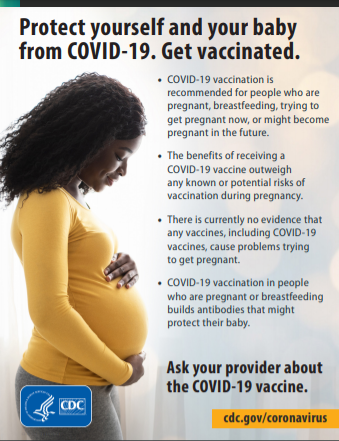 Protect yourself and your baby
from COVID-19. Get vaccinated.
• COVID-19 vaccination is
recommended for people who are
pregnant, breastfeeding, trying to
get pregnant now, or might become
pregnant in the future.
• The benefits of receiving a
COVID-19 vaccine outweigh
any known or potential risks of
vaccination during pregnancy.
• There is currently no evidence that
any vaccines, including COVID-19
vaccines, cause problems trying
to get pregnant.
• COVID-19 vaccination in people
who are pregnant or breastfeeding
builds antibodies that might
protect their baby.
Ask your provider about
the COVID-19 vaccine.
CDC
cdc.gov/coronavirus